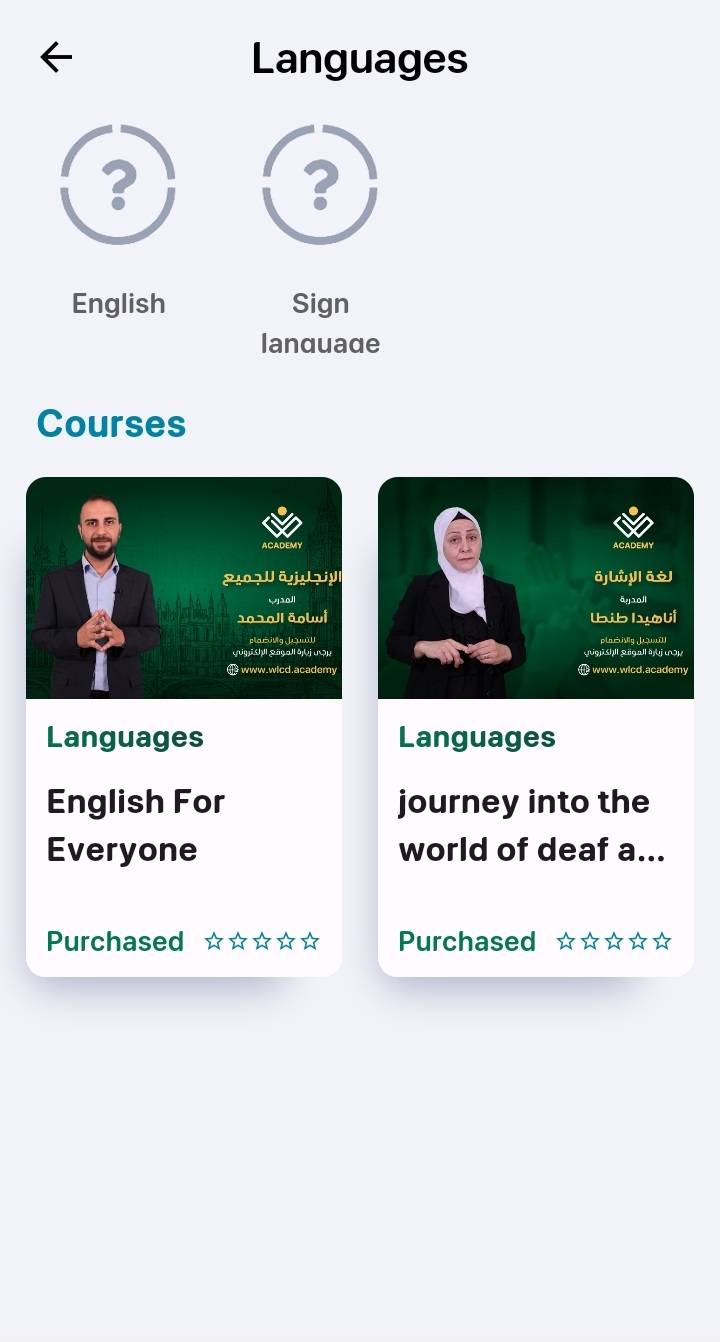 Languages
English
Sign
language
Courses
ACADEMY
الإنجليزية للجميع
المدرب
أسامة المحمد
للتسجيل والانضمام
يرجى زيارة الموقع الإلكتروني
www.wlcd.academy
Languages
English For
Everyone
Purchased
ACADEMY
لغة الإشارة
المدربة
أناهيدا طنطا
للتسجيل والانضمام
يرجى زيارة الموقع الإلكتروني
www.wlcd.academy
Languages
journey into the
world of deaf a...
Purchased